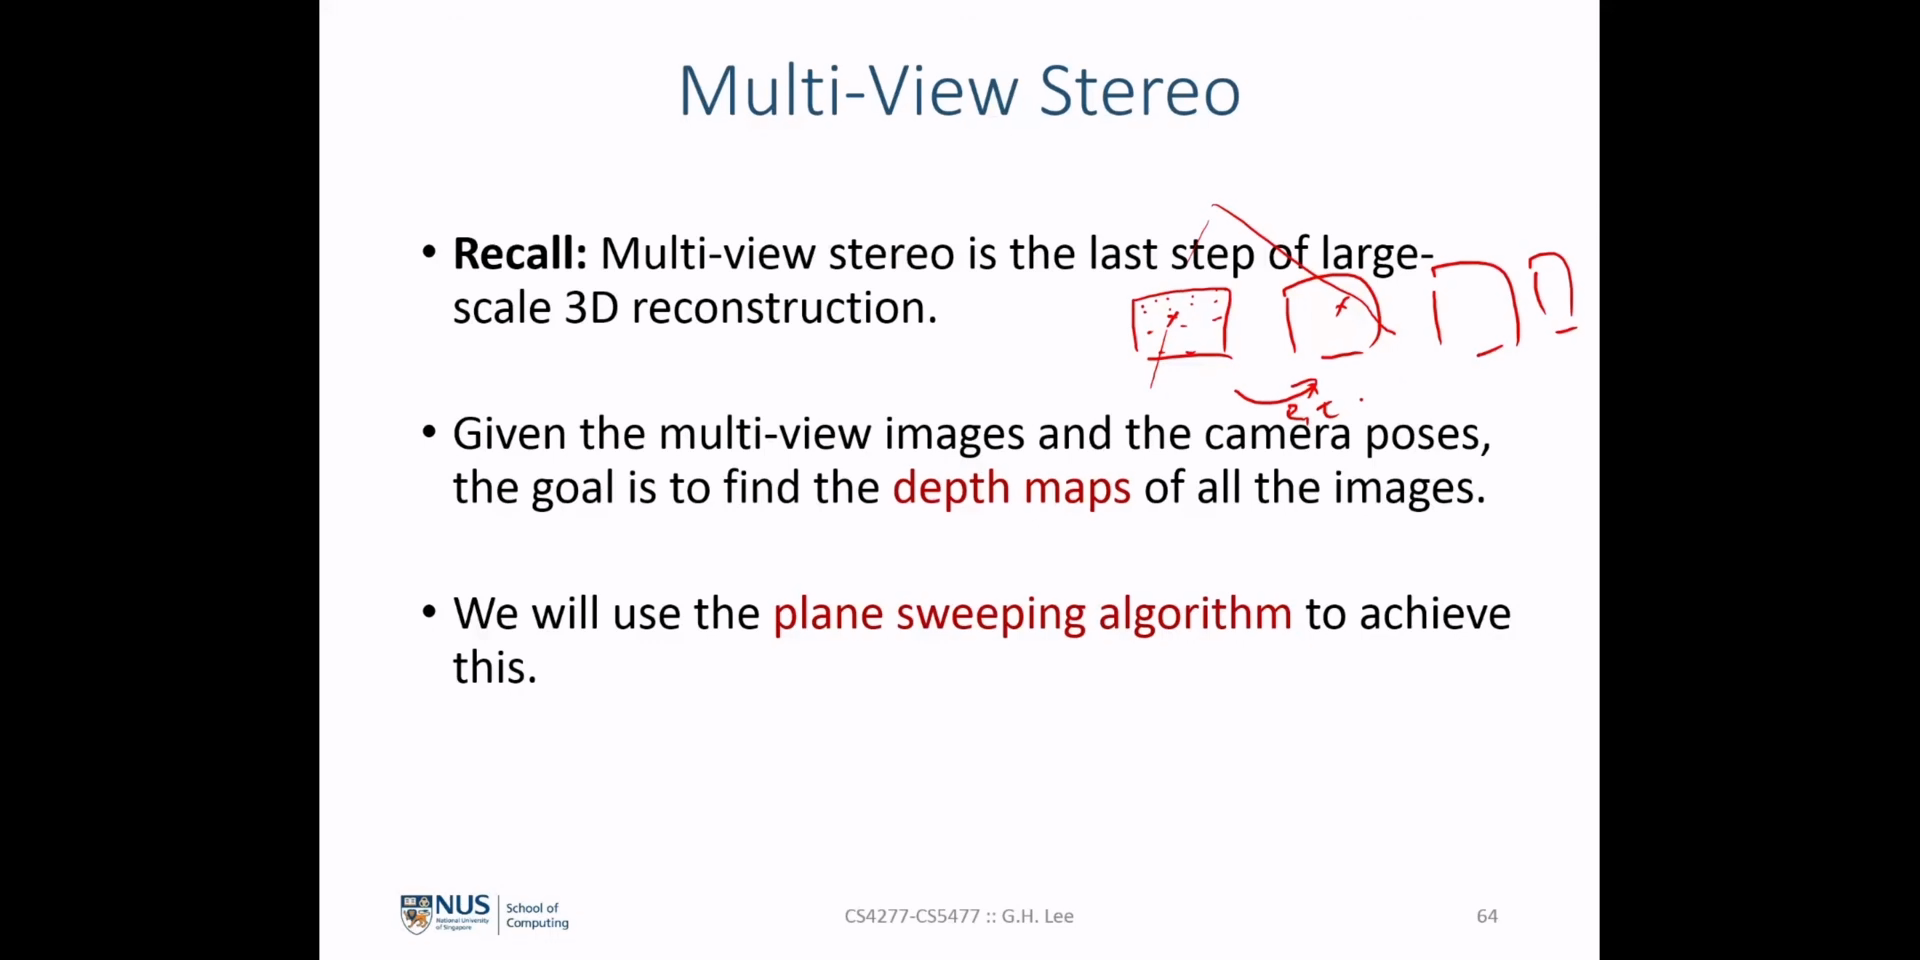 Multi-View Stereo
• Recall: Multi-view stereo is the last step of large-
scale 3D reconstruction.
R, t
• Given the multi-view images and the camera poses,
the goal is to find the depth maps of all the images.
• We will use the plane sweeping algorithm to achieve
this.
NUS
National University
of Singapore
School of
Computing
CS4277-CS5477 :: G.H. Lee
64